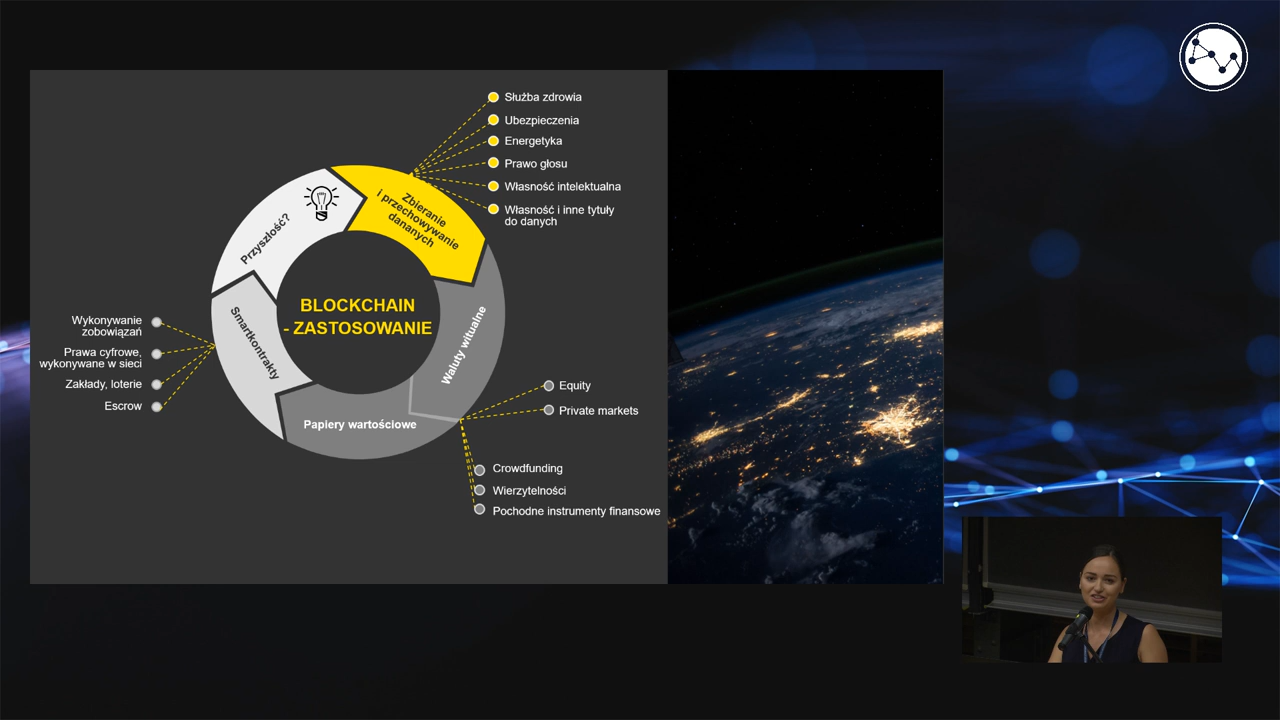 Służba zdrowia
Ubezpieczenia
Energetyka
Prawo głosu
Własność intelektualna
Własność i inne tytuły
do danych
Zbieranie
i przechowywanie
dananych
Przyszłość?
BLOCKCHAIN
- ZASTOSOWANIE
Smartkontrakty
Waluty witualne
Papiery wartościowe
Wykonywanie
zobowiązań
Prawa cyfrowe,
wykonywane w sieci
Zakłady, loterie
Escrow
Equity
Private markets
Crowdfunding
Wierzytelności
Pochodne instrumenty finansowe